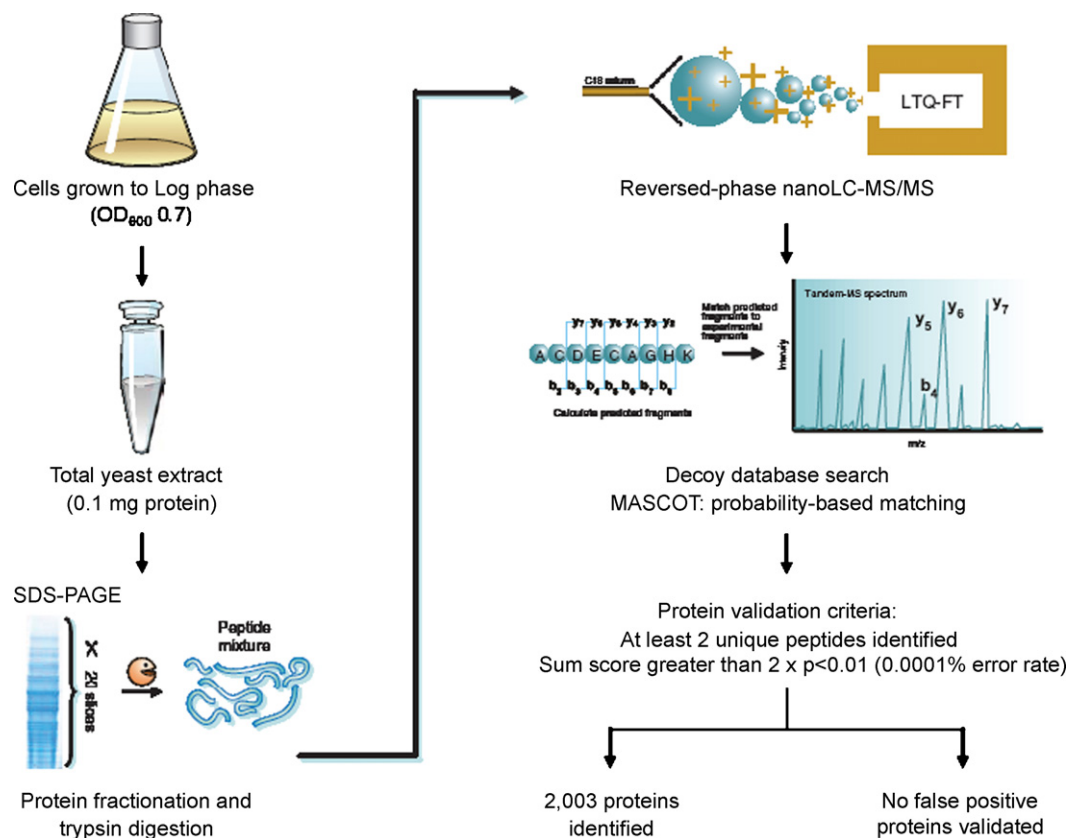 Cells grown to Log phase
(OD600 0.7)
Total yeast extract
(0.1 mg protein)
SDS-PAGE
X 20 slices
Peptide
mixture
Protein fractionation and
trypsin digestion
C18 column
LTQ-FT
Reversed-phase nanoLC-MS/MS
y7 y6 y5 y4 y3 y2
A C D E C A G H K
b2 b3 b4 b5 b6 b7 b8
Calculate predicted fragments
Match predicted
fragments to
experimental
fragments
Tandem-MS spectrum
Intensity
y5
y6
y7
b4
m/z
Decoy database search
MASCOT: probability-based matching
Protein validation criteria:
At least 2 unique peptides identified
Sum score greater than 2 x p<0.01 (0.0001% error rate)
2,003 proteins
identified
No false positive
proteins validated